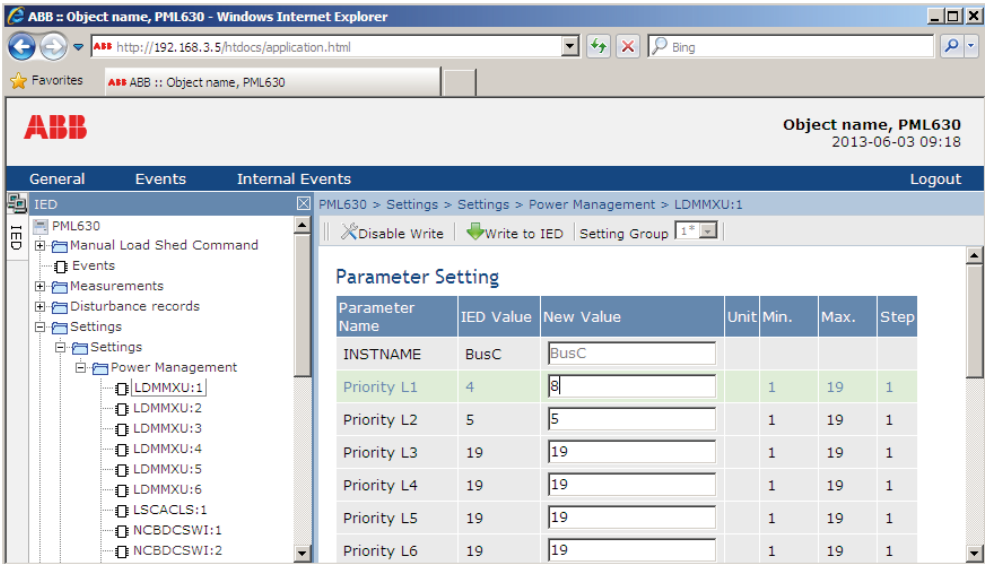 ABB :: Object name, PML630 - Windows Internet Explorer
ABB http://192.168.3.5/htdocs/application.html Bing
Favorites ABB ABB :: Object name, PML630
ABB
Object name, PML630
2013-06-03 09:18
General Events Internal Events Logout
IED
IED
PML630 > Settings > Settings > Power Management > LDMMXU:1
PML630
Manual Load Shed Command
Events
Measurements
Disturbance records
Settings
Settings
Power Management
LDMMXU:1
LDMMXU:2
LDMMXU:3
LDMMXU:4
LDMMXU:5
LDMMXU:6
LSCACLS:1
NCBDCSWI:1
NCBDCSWI:2
Disable Write Write to IED Setting Group 1*
Parameter Setting
Parameter Name IED Value New Value Unit Min. Max. Step
INSTNAME BusC BusC
Priority L1 4 8 1 19 1
Priority L2 5 5 1 19 1
Priority L3 19 19 1 19 1
Priority L4 19 19 1 19 1
Priority L5 19 19 1 19 1
Priority L6 19 19 1 19 1